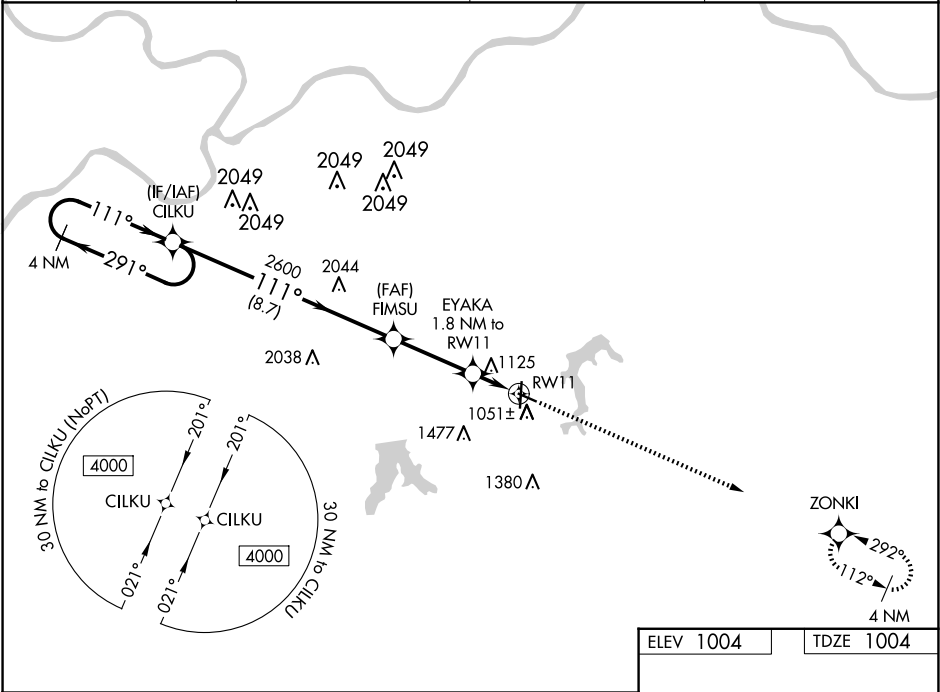 2049
2049
2049
2049
2049
(IF/IAF)
CILKU
111°
4 NM
291°
2600
111°
(8.7)
2044
(FAF)
FIMSU
EYAKA
1.8 NM to
RW11
2038
1125
RW11
1051±
1477
1380
30 NM to CILKU (NoPT)
4000
201°
CILKU
021°
201°
CILKU
4000
021°
30 NM to CILKU
ZONKI
292°
112°
4 NM
ELEV 1004
TDZE 1004